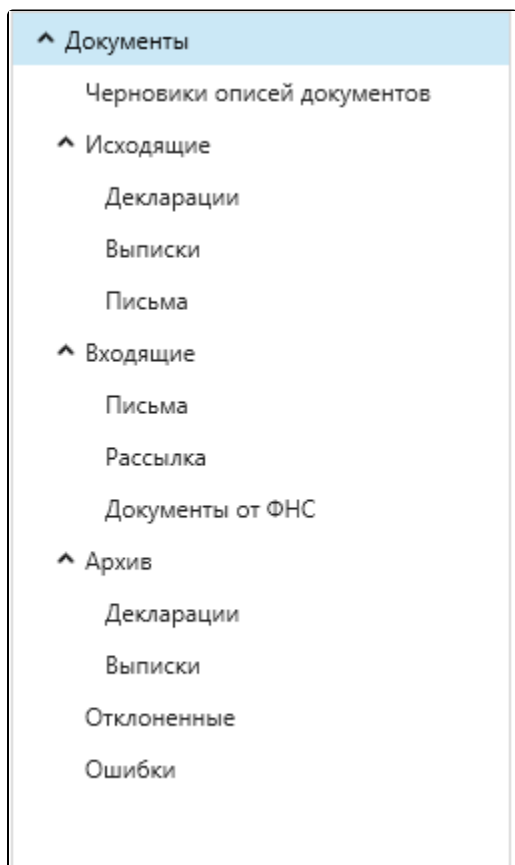 Документы
Черновики описей документов
Исходящие
Декларации
Выписки
Письма
Входящие
Письма
Рассылка
Документы от ФНС
Архив
Декларации
Выписки
Отклоненные
Ошибки